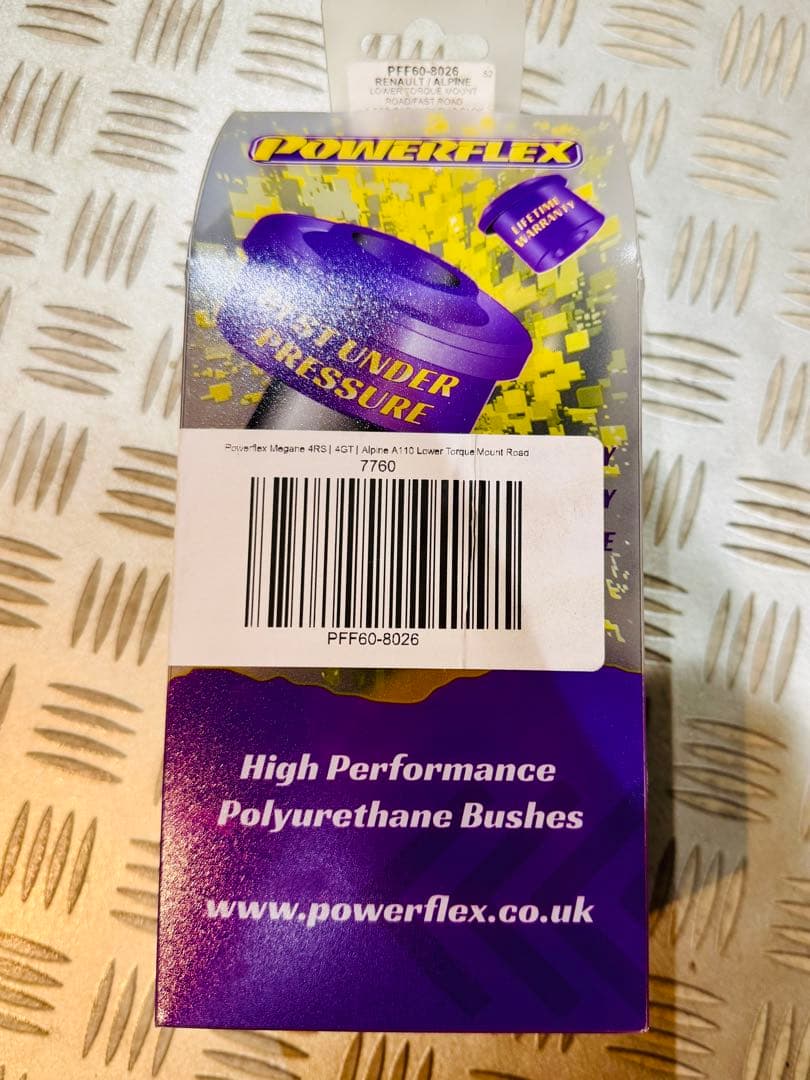 PFF60-8026 52
RENAULT / ALPINE
LOWER TORQUE MOUNT
ROAD/FAST ROAD
POWERFLEX
LIFETIME
WARRANTY
BEST UNDER
PRESSURE
Powerflex Megane 4RS | 4GT | Alpine A110 Lower Torque Mount Road
7760
Y
Y
E
PFF60-8026
High Performance
Polyurethane Bushes
www.powerflex.co.uk